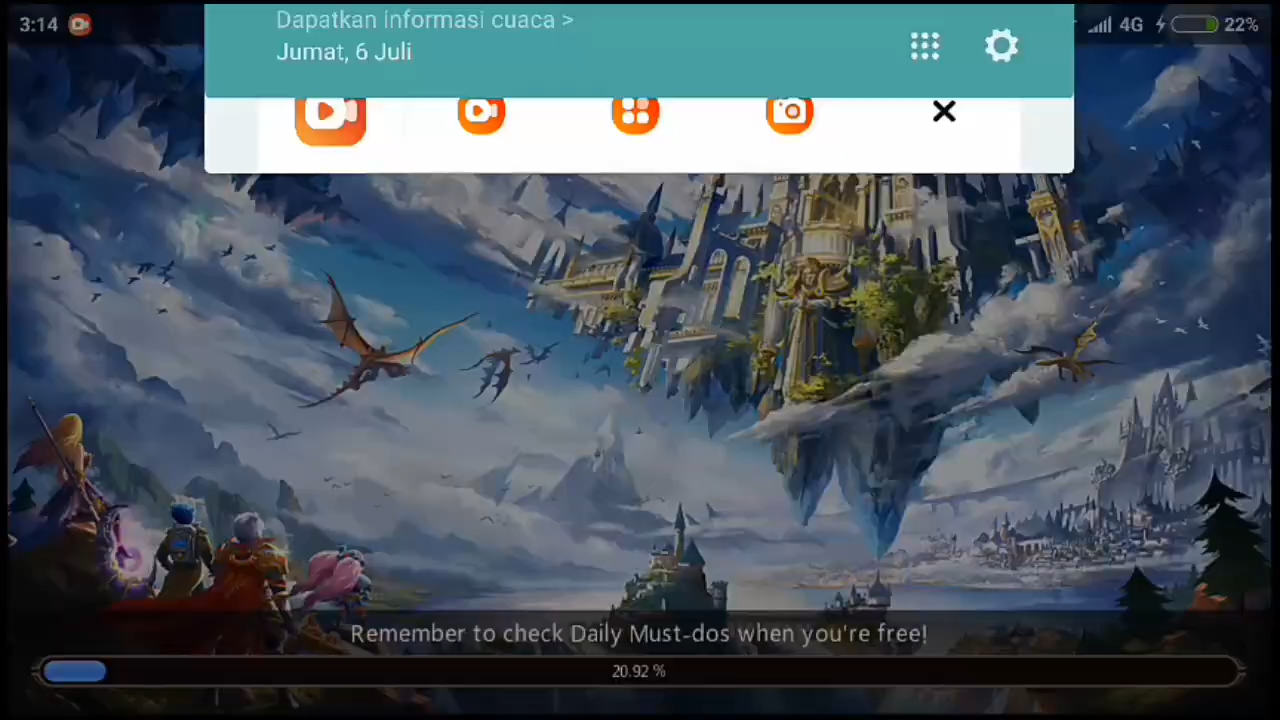 3:14
4G
22%
Dapatkan informasi cuaca >
Jumat, 6 Juli
Remember to check Daily Must-dos when you're free!
20.92 %